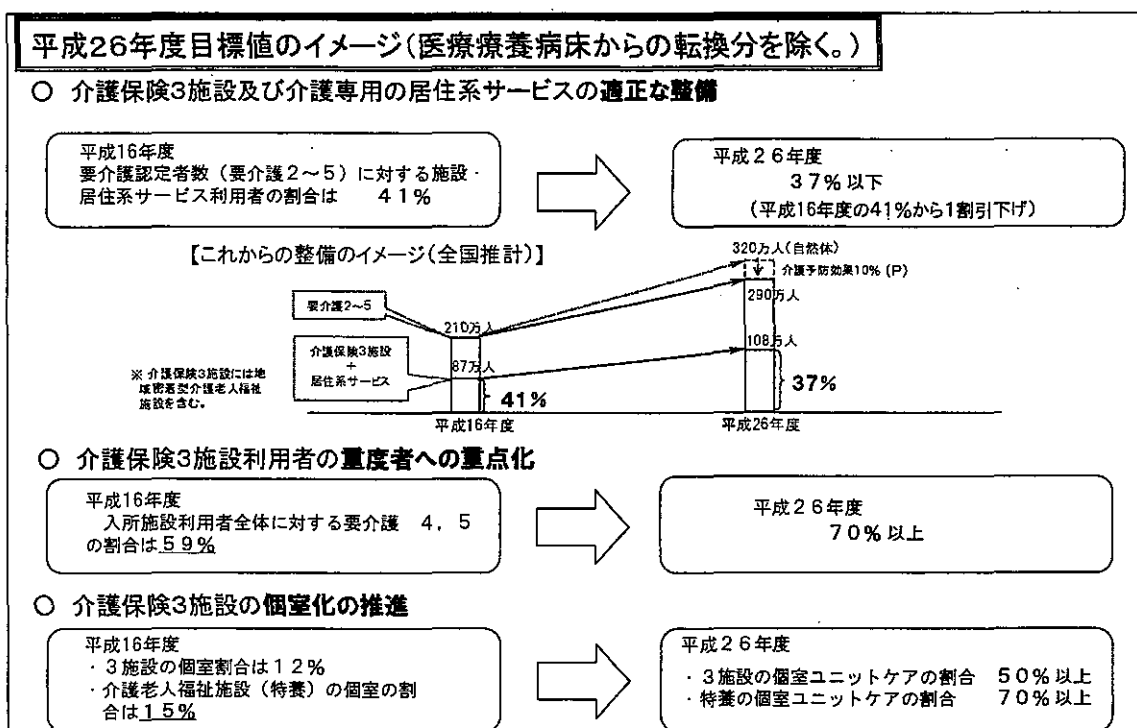 平成26年度目標値のイメージ(医療療養病床からの転換分を除く。)
○ 介護保険3施設及び介護専用の居住系サービスの適正な整備
平成16年度
要介護認定者数(要介護2~5)に対する施設・
居住系サービス利用者の割合は 41%
平成26年度
37%以下
(平成16年度の41%から1割引下げ)
【これからの整備のイメージ(全国推計)】
320万人(自然体)
介護予防効果10% (P)
要介護2~5
210万人
290万人
介護保険3施設
+
居住系サービス
87万人
108万人
※ 介護保険3施設には地
域密着型介護老人福祉
施設を含む。
41%
37%
平成16年度
平成26年度
○ 介護保険3施設利用者の重度者への重点化
平成16年度
入所施設利用者全体に対する要介護 4,5
の割合は59%
平成26年度
70%以上
○ 介護保険3施設の個室化の推進
平成16年度
・3施設の個室割合は12%
・介護老人福祉施設(特養)の個室の割
合は15%
平成26年度
・3施設の個室ユニットケアの割合 50%以上
・特養の個室ユニットケアの割合 70%以上